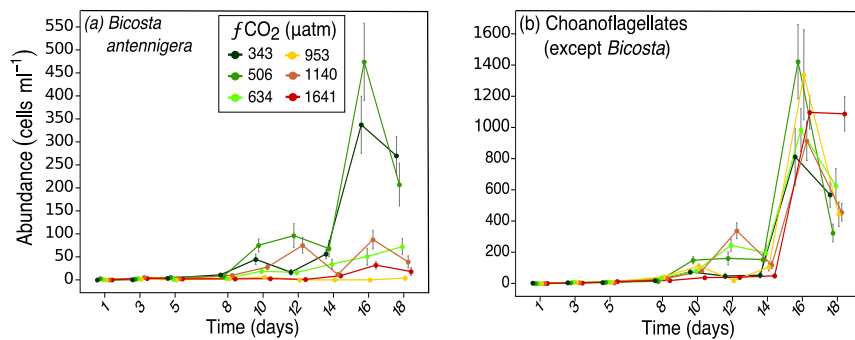 (a) Bicosta
antennigera
ƒCO₂ (µatm)
343 953
506 1140
634 1641
Abundance (cells ml⁻¹)
550
500
450
400
350
300
250
200
150
100
50
0
1 3 5 8 10 12 14 16 18
Time (days)
(b) Choanoflagellates
(except Bicosta)
1600
1400
1200
1000
800
600
400
200
0
1 3 5 8 10 12 14 16 18
Time (days)